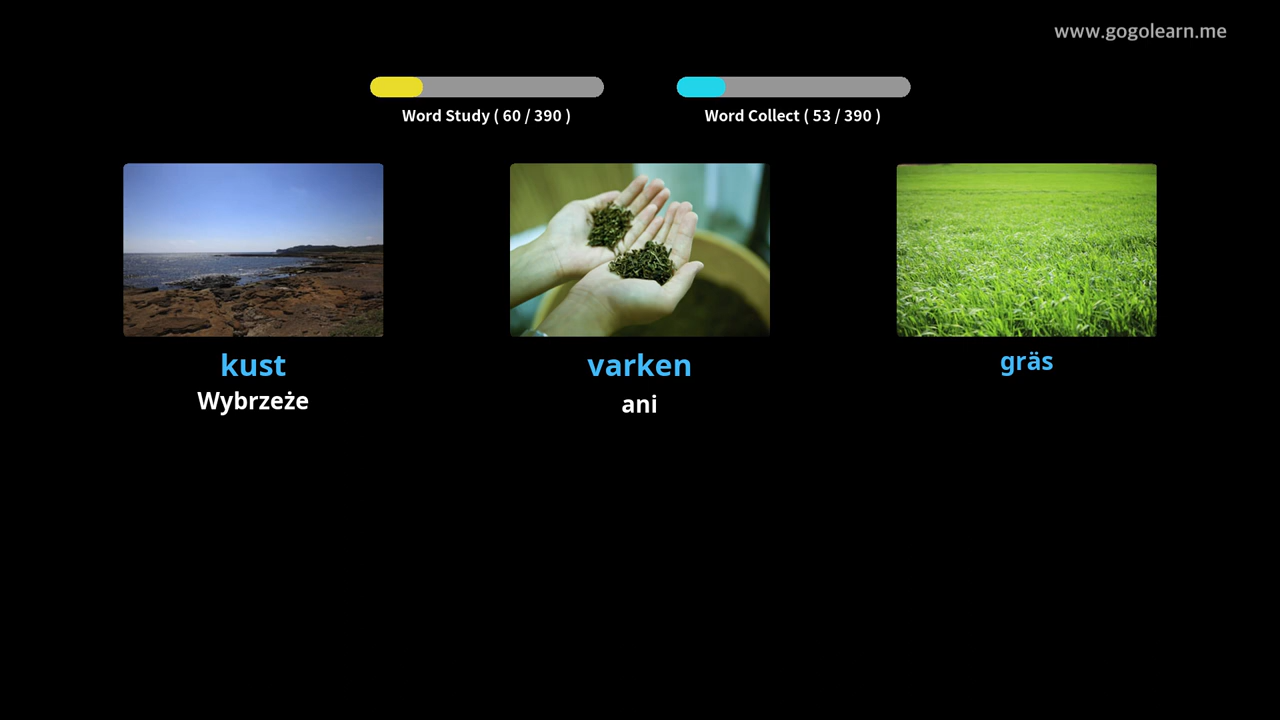 www.gogolearn.me
Word Study ( 60 / 390 )
Word Collect ( 53 / 390 )
kust
Wybrzeże
varken
ani
gräs